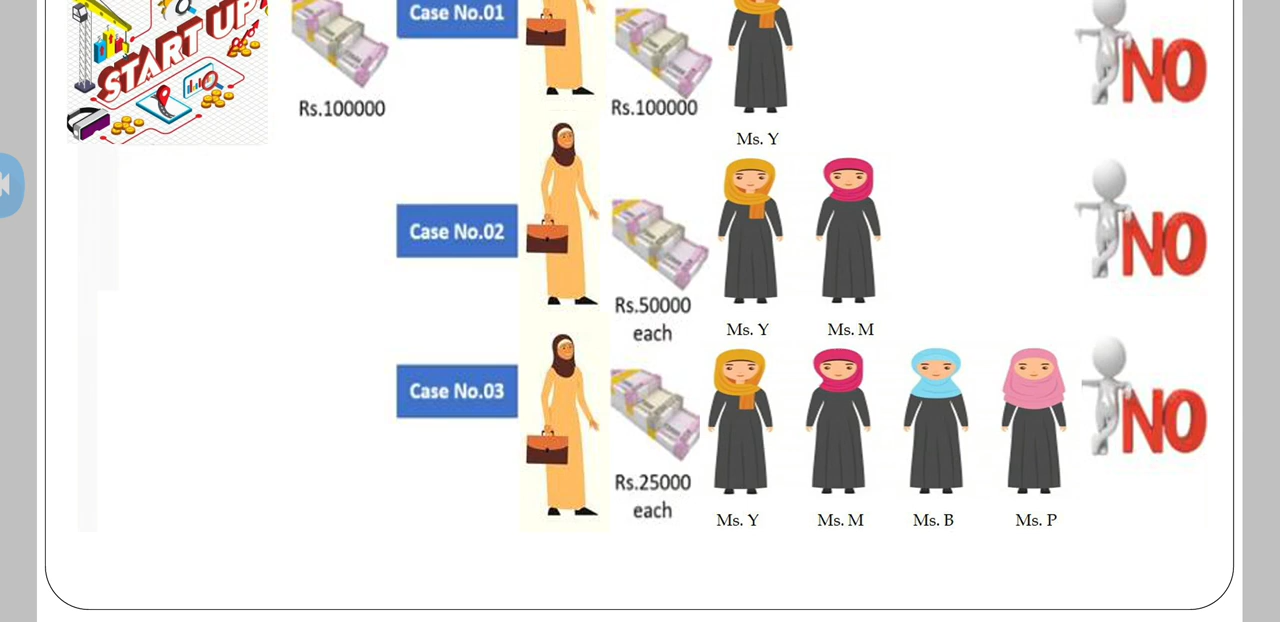 START UP
Case No.01
Rs.100000
Rs.100000
NO
Ms. Y
Case No.02
Rs.50000
each
NO
Ms. Y
Ms. M
Case No.03
Rs.25000
each
NO
Ms. Y
Ms. M
Ms. B
Ms. P